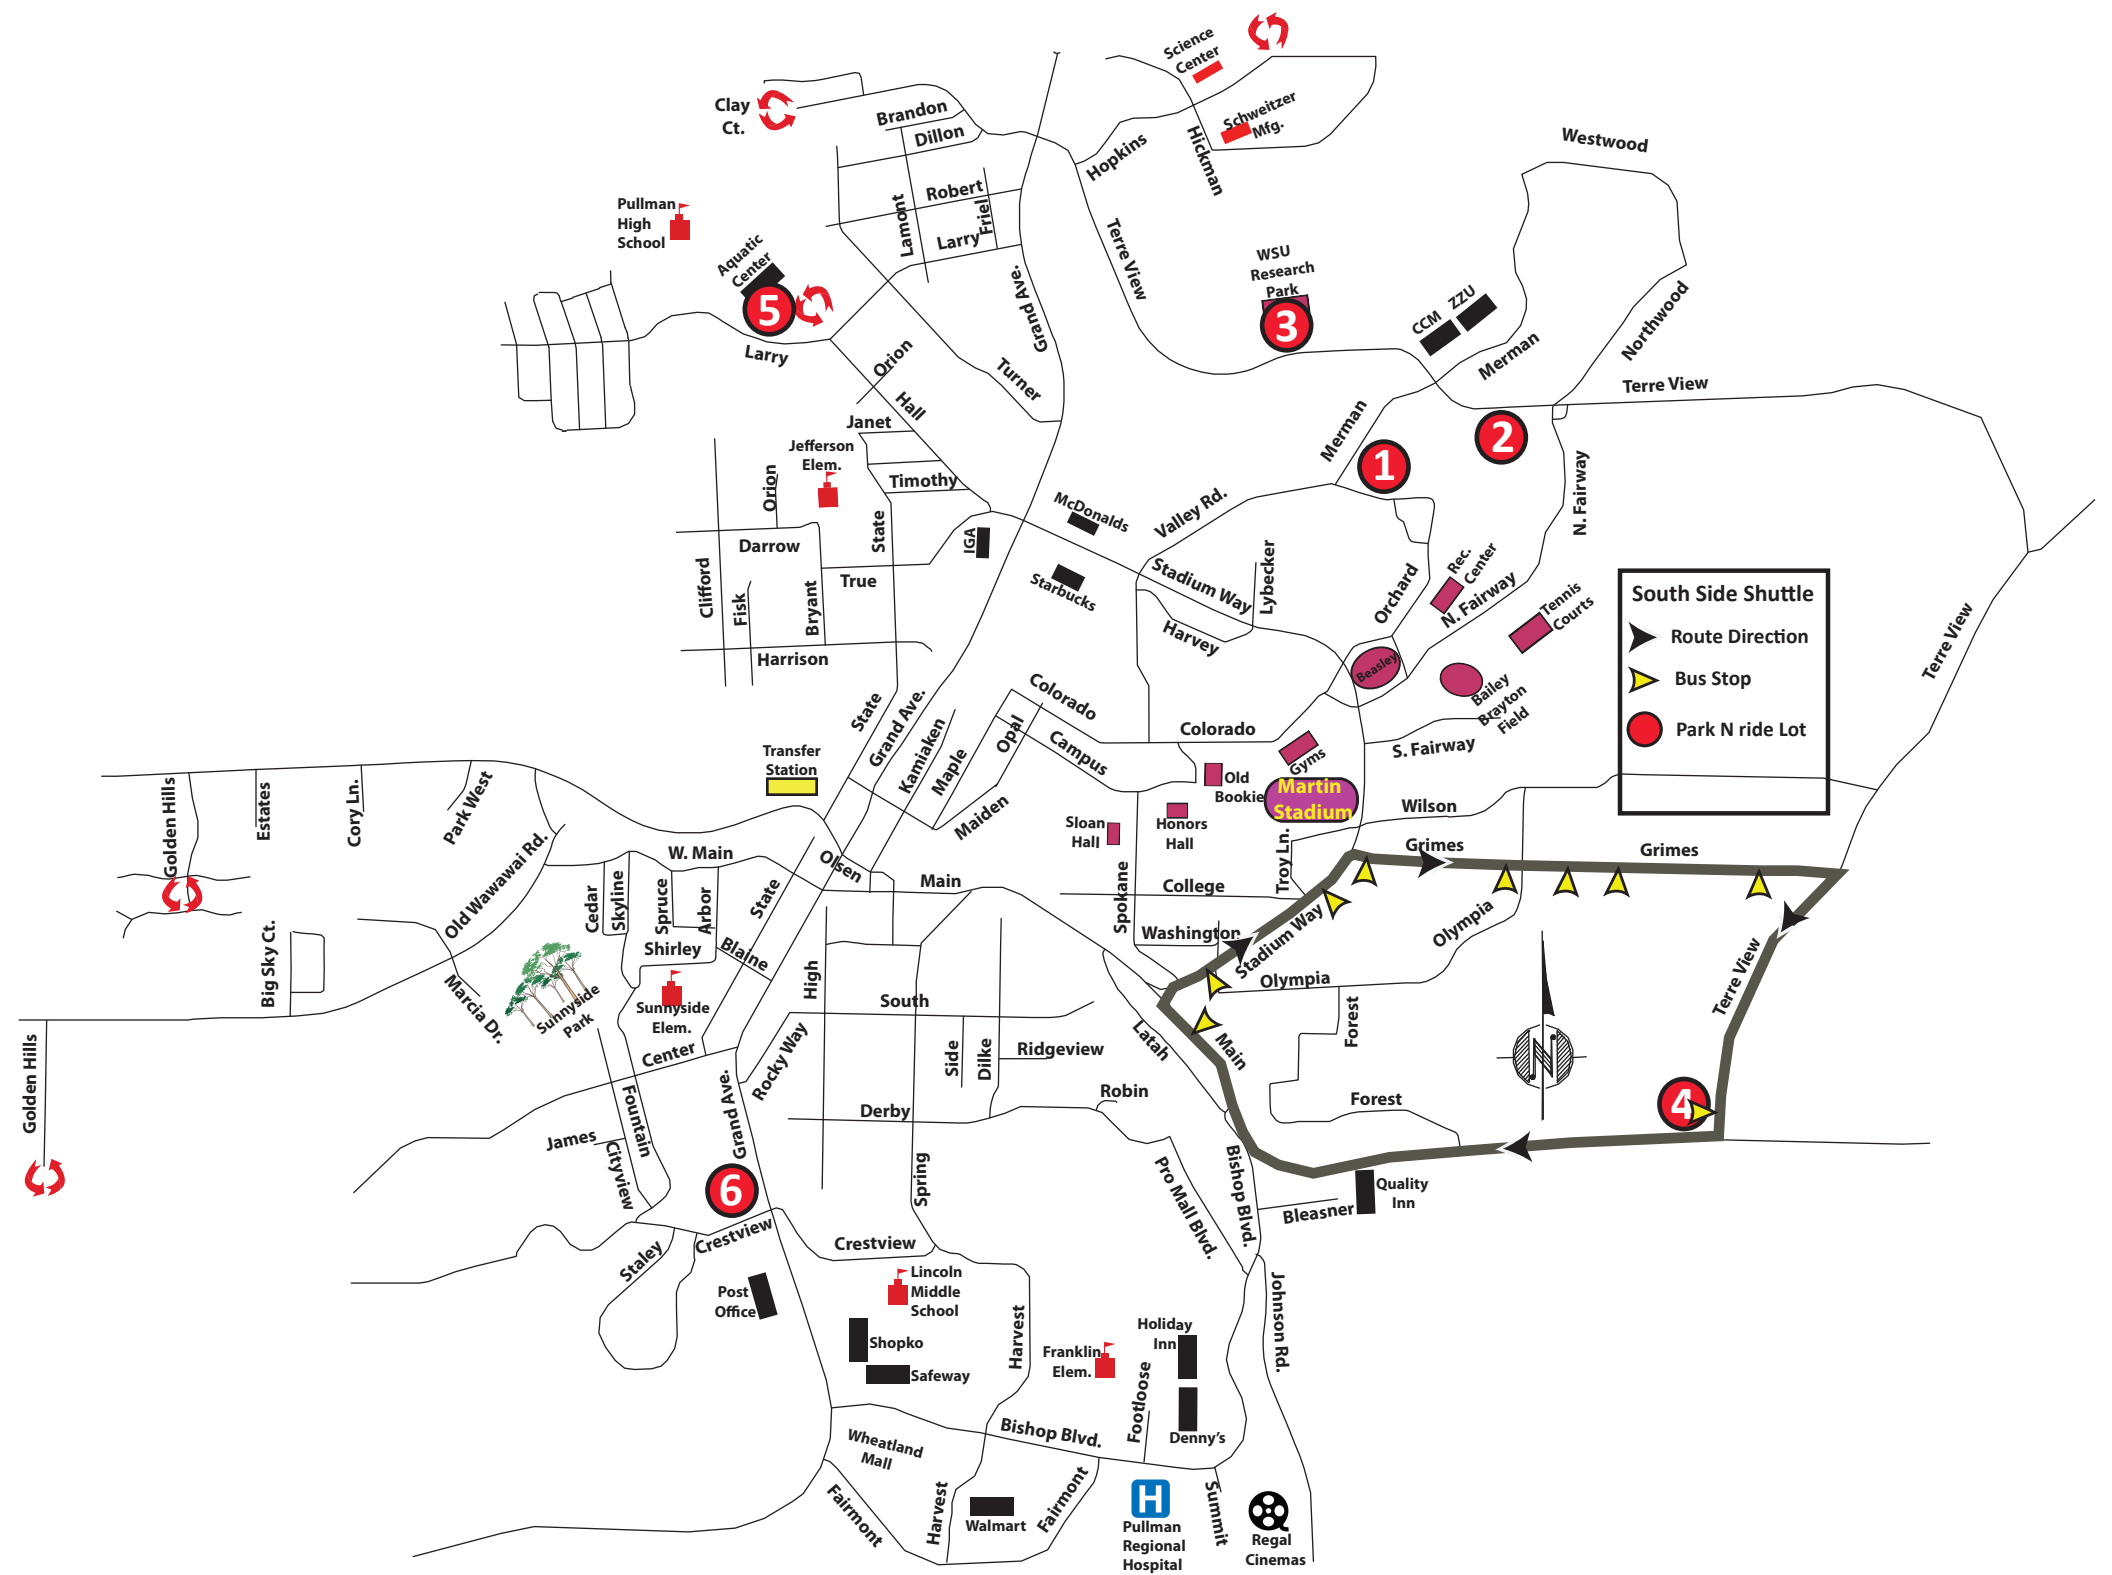 Science
Center
Clay
Ct.
Brandon
Dillon
Schweitzer
Mfg.
Hopkins
Hickman
Westwood
Pullman
High
School
Robert
Lamont
Friel
Larry
Aquatic
Center
5
Larry
Terre View
WSU
Research
Park
3
Grand Ave.
CCM
ZZU
Merman
Northwood
Terre View
Orion
Hall
Turner
Janet
Jefferson
Elem.
Timothy
Merman
1
2
N. Fairway
Orion
State
Darrow
IGA
McDonalds
Valley Rd.
Starbucks
Stadium Way
Lybecker
Harvey
Orchard
Rec.
Center
N. Fairway
Tennis
Courts
Clifford
Fisk
Bryant
True
Harrison
South Side Shuttle
Route Direction
Bus Stop
Park N ride Lot
Terre View
Beasley
Bailey
Brayton
Field
State
Grand Ave.
Kamiaken
Maple
Opal
Colorado
Campus
Colorado
Maiden
Gyms
S. Fairway
Transfer
Station
Old
Bookie
Martin
Stadium
Wilson
Sloan
Hall
Honors
Hall
Troy Ln.
Grimes
Grimes
Golden Hills
Estates
Cory Ln.
Park West
Old Wawawai Rd.
W. Main
Olsen
Main
College
Spokane
Washington
Stadium Way
Olympia
Olympia
Cedar
Skyline
Spruce
Arbor
State
Shirley
Blaine
Big Sky Ct.
Marcia Dr.
Sunnyside
Park
Sunnyside
Elem.
High
South
Center
Rocky Way
Side
Dilke
Ridgeview
Latah
Main
Forest
Terre View
N
Golden Hills
Fountain
Grand Ave.
Derby
Robin
Forest
4
James
Cityview
6
Spring
Pro Mall Blvd.
Bishop Blvd.
Bleasner
Quality
Inn
Staley
Crestview
Crestview
Post
Office
Lincoln
Middle
School
Shopko
Safeway
Harvest
Franklin
Elem.
Holiday
Inn
Johnson Rd.
Footloose
Denny's
Wheatland
Mall
Bishop Blvd.
Fairmont
Harvest
Walmart
Fairmont
H
Pullman
Regional
Hospital
Summit
Regal
Cinemas